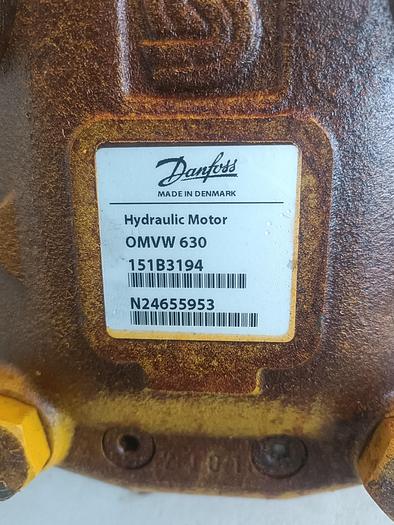 Danfoss
MADE IN DENMARK
Hydraulic Motor
OMVW 630
151B3194
N24655953